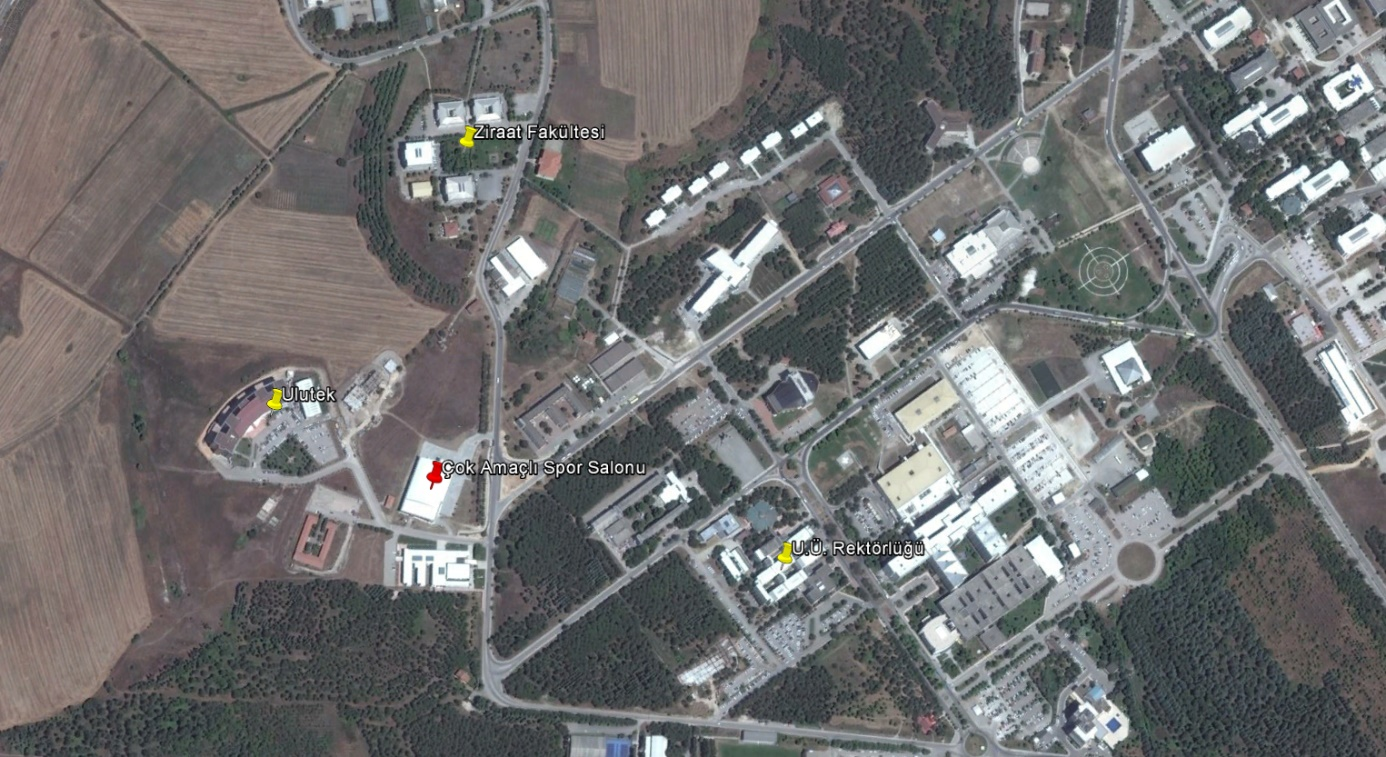 Ziraat Fakültesi
Ulutek
Çok Amaçlı Spor Salonu
U.Ü. Rektörlüğü